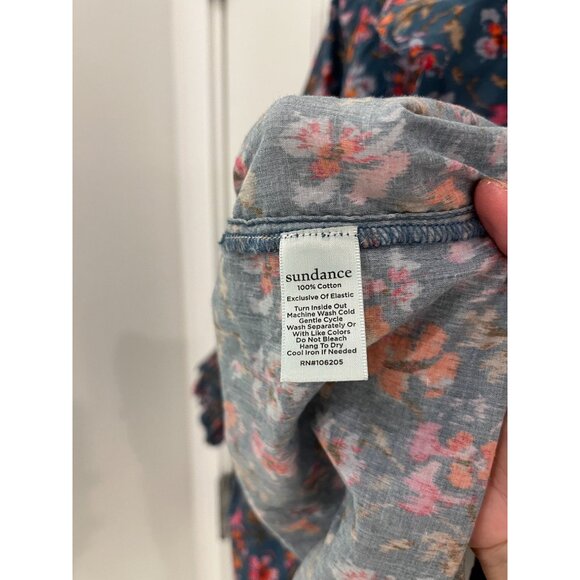 sundance
100% Cotton
Exclusive Of Elastic
Turn Inside Out
Machine Wash Cold
Gentle Cycle
Wash Separately Or
With Like Colors
Do Not Bleach
Hang To Dry
Cool Iron If Needed
RN#106205